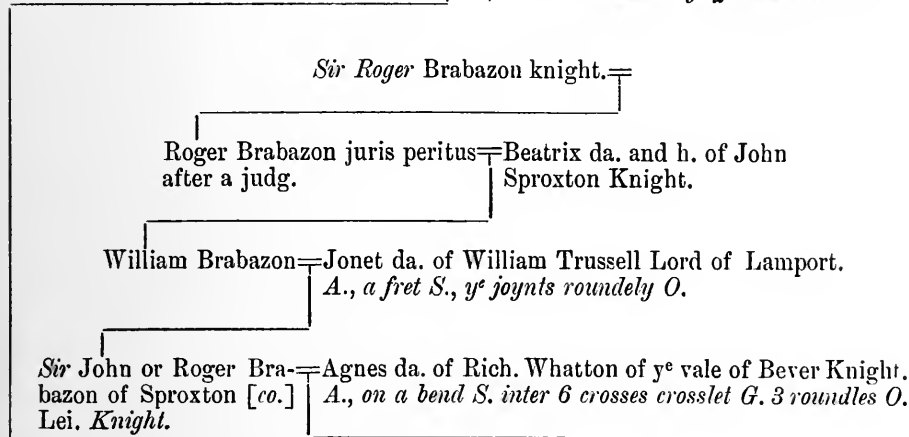 Sir Roger Brabazon knight.
Roger Brabazon juris peritus
after a judg.
Beatrix da. and h. of John
Sproxton Knight.
William Brabazon
Jonet da. of William Trussell Lord of Lamport.
A., a fret S., yᵉ joynts roundely O.
Sir John or Roger Bra-
bazon of Sproxton [co.]
Lei. Knight.
Agnes da. of Rich. Whatton of yᵉ vale of Bever Knight.
A., on a bend S. inter 6 crosses crosslet G. 3 roundles O.